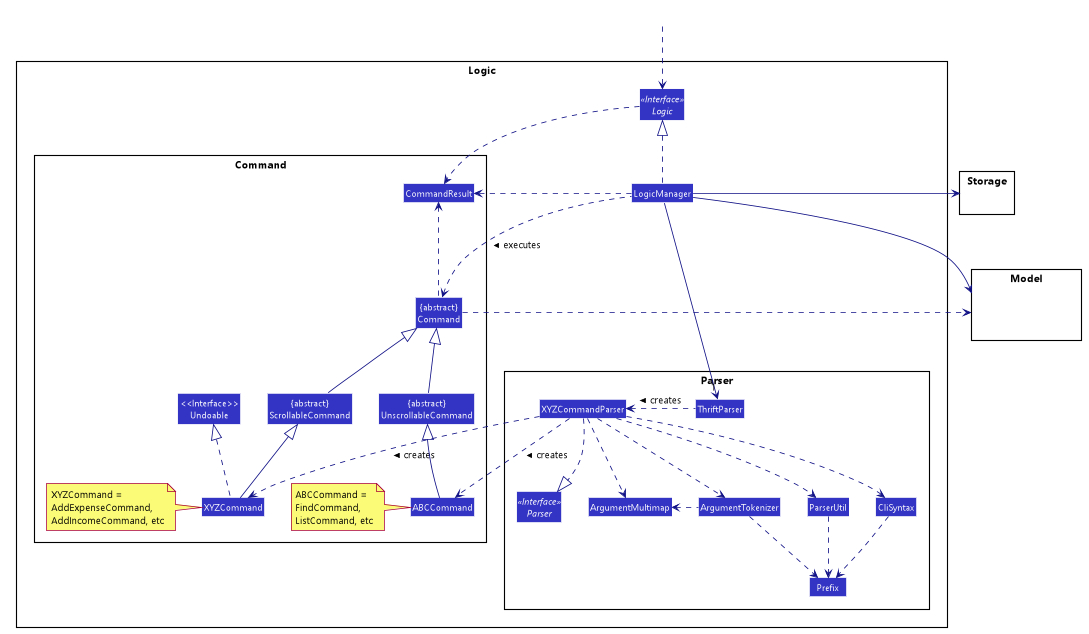 Logic
«Interface»
Logic
Command
Storage
CommandResult
LogicManager
◄ executes
Model
{abstract}
Command
Parser
<<Interface>>
Undoable
{abstract}
ScrollableCommand
{abstract}
UnscrollableCommand
XYZCommandParser
◄ creates
ThriftParser
◄ creates
◄ creates
XYZCommand =
AddExpenseCommand,
AddIncomeCommand, etc
XYZCommand
ABCCommand =
FindCommand,
ListCommand, etc
ABCCommand
«Interface»
Parser
ArgumentMultimap
ArgumentTokenizer
ParserUtil
CliSyntax
Prefix